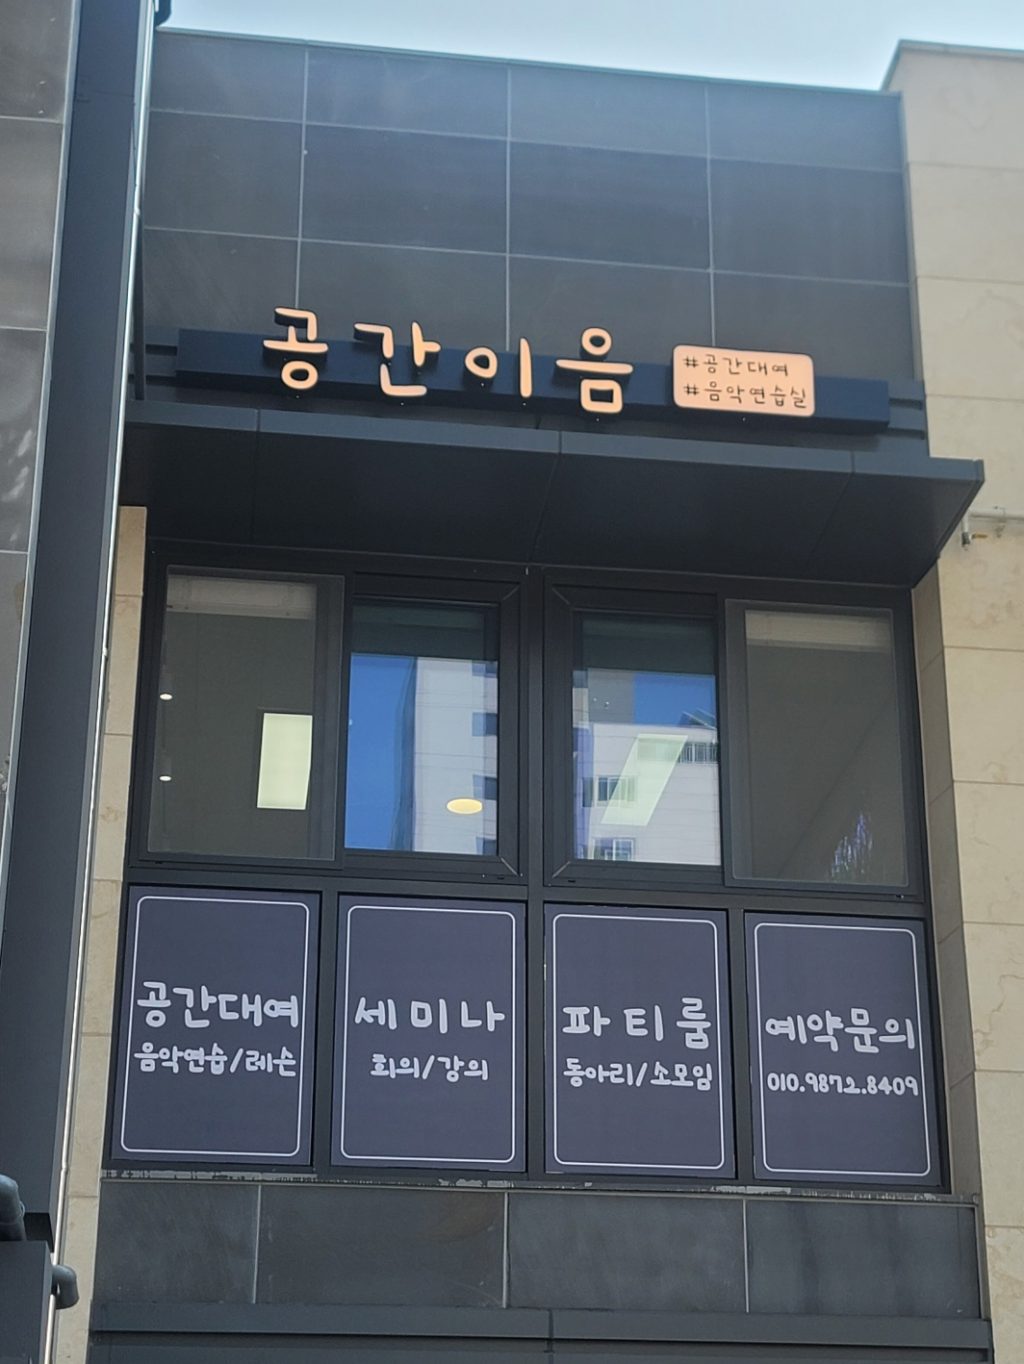 공간이음
#공간대여
#음악연습실
공간대여
음악연습/레슨
세미나
회의/강의
파티룸
동아리/소모임
예약문의
010.9872.8409